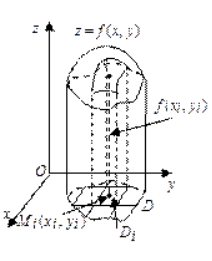 z
z = f(x, y)
f(xᵢ, yᵢ)
O
y
x
Mᵢ(xᵢ, yᵢ)
D
Dᵢ